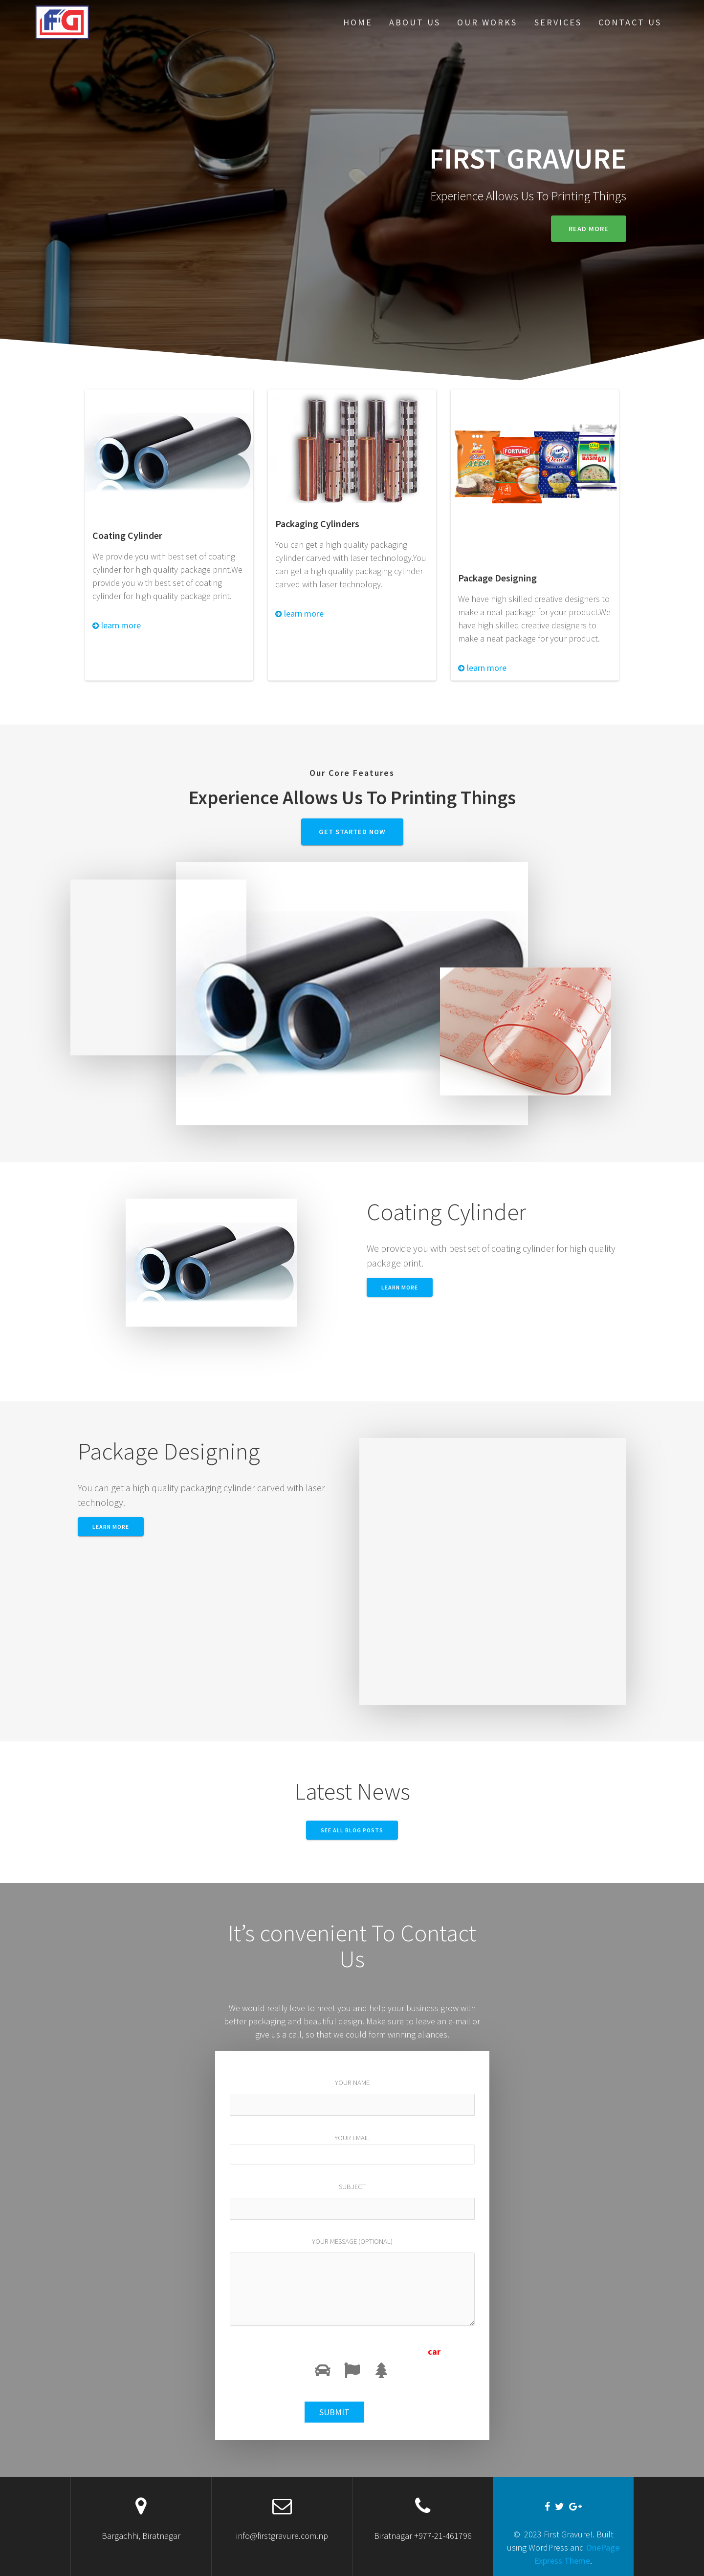 FG
HOME ABOUT US OUR WORKS SERVICES CONTACT US
FIRST GRAVURE
Experience Allows Us To Printing Things
READ MORE
FORTUNE
Coating Cylinder
We provide you with best set of coating
cylinder for high quality package print.We
provide you with best set of coating
cylinder for high quality package print.
learn more
Packaging Cylinders
You can get a high quality packaging
cylinder carved with laser technology.You
can get a high quality packaging cylinder
carved with laser technology.
learn more
Package Designing
We have high skilled creative designers to
make a neat package for your product.We
have high skilled creative designers to
make a neat package for your product.
learn more
Our Core Features
Experience Allows Us To Printing Things
GET STARTED NOW
Coating Cylinder
We provide you with best set of coating cylinder for high quality
package print.
LEARN MORE
Package Designing
You can get a high quality packaging cylinder carved with laser
technology.
LEARN MORE
Latest News
SEE ALL BLOG POSTS
It’s convenient To Contact
Us
We would really love to meet you and help your business grow with
better packaging and beautiful design. Make sure to leave an e-mail or
give us a call, so that we could form winning aliances.
YOUR NAME
YOUR EMAIL
SUBJECT
YOUR MESSAGE (OPTIONAL)
car
SUBMIT
Bargachhi, Biratnagar
info@firstgravure.com.np
Biratnagar +977-21-461796
© 2023 First Gravure!. Built
using WordPress and OnePage
Express Theme.